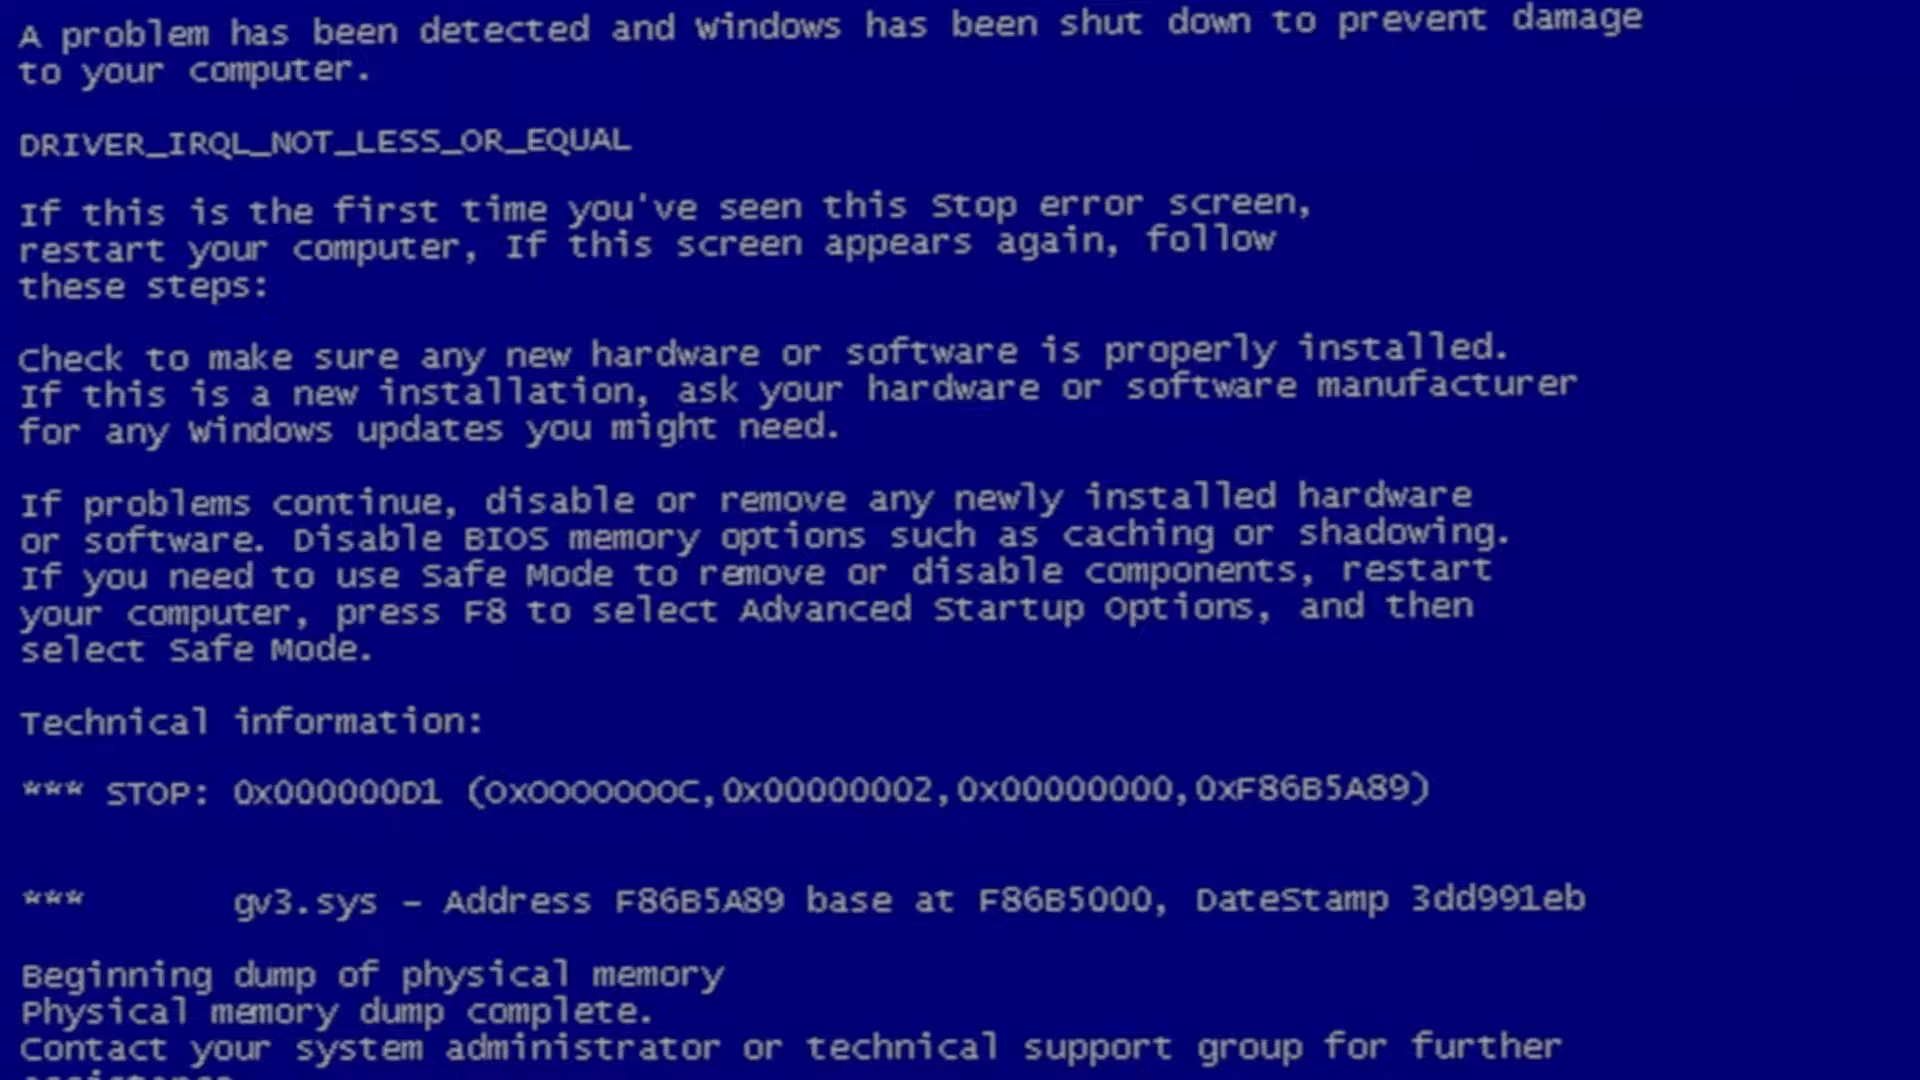 A problem has been detected and Windows has been shut down to prevent damage
to your computer.
DRIVER_IRQL_NOT_LESS_OR_EQUAL
If this is the first time you've seen this Stop error screen,
restart your computer, If this screen appears again, follow
these steps:
Check to make sure any new hardware or software is properly installed.
If this is a new installation, ask your hardware or software manufacturer
for any Windows updates you might need.
If problems continue, disable or remove any newly installed hardware
or software. Disable BIOS memory options such as caching or shadowing.
If you need to use Safe Mode to remove or disable components, restart
your computer, press F8 to select Advanced Startup Options, and then
select Safe Mode.
Technical information:
*** STOP: 0x000000D1 (0x0000000C,0x00000002,0x00000000,0xF86B5A89)
*** gv3.sys – Address F86B5A89 base at F86B5000, DateStamp 3dd991eb
Beginning dump of physical memory
Physical memory dump complete.
Contact your system administrator or technical support group for further